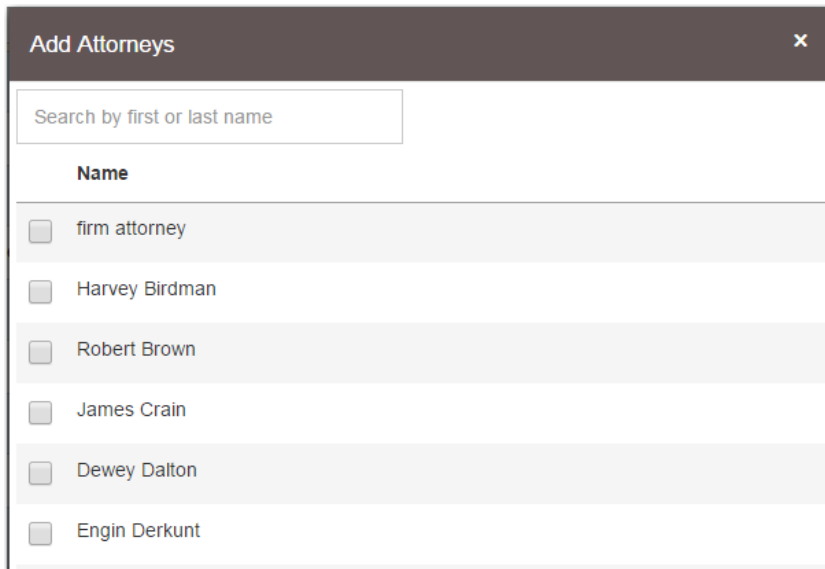 Add Attorneys ×
Search by first or last name
Name
firm attorney
Harvey Birdman
Robert Brown
James Crain
Dewey Dalton
Engin Derkunt